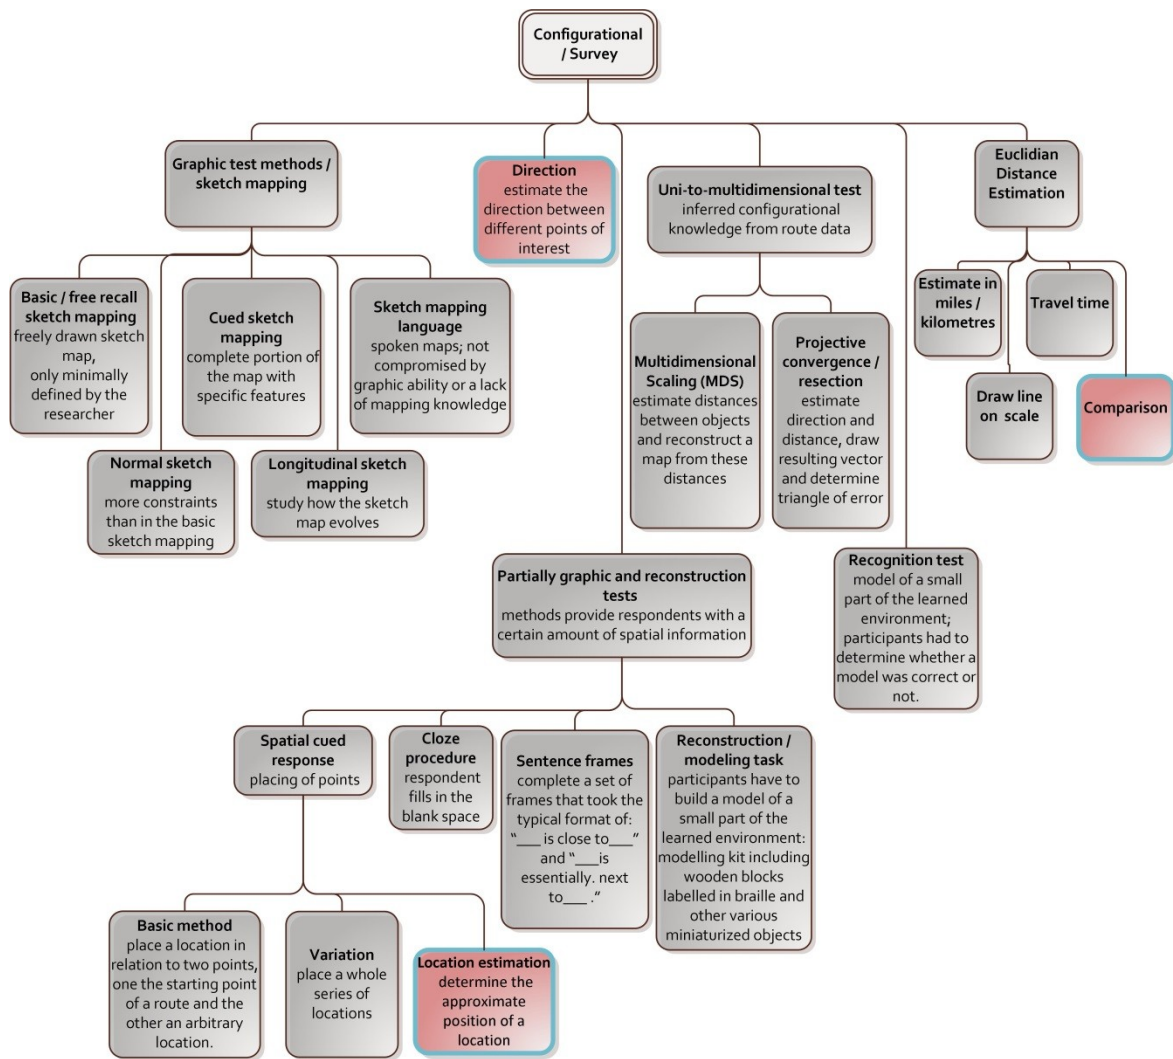 Configurational
/ Survey
Graphic test methods /
sketch mapping
Direction
estimate the
direction between
different points of
interest
Uni-to-multidimensional test
inferred configurational
knowledge from route data
Euclidian
Distance
Estimation
Basic / free recall
sketch mapping
freely drawn sketch
map,
only minimally
defined by the
researcher
Cued sketch
mapping
complete portion of
the map with
specific features
Sketch mapping
language
spoken maps; not
compromised by
graphic ability or a lack
of mapping knowledge
Normal sketch
mapping
more constraints
than in the basic
sketch mapping
Longitudinal sketch
mapping
study how the sketch
map evolves
Multidimensional
Scaling (MDS)
estimate distances
between objects
and reconstruct a
map from these
distances
Projective
convergence /
resection
estimate
direction and
distance, draw
resulting vector
and determine
triangle of error
Estimate in
miles /
kilometres
Travel time
Draw line
on scale
Comparison
Partially graphic and reconstruction
tests
methods provide respondents with a
certain amount of spatial information
Recognition test
model of a small
part of the learned
environment;
participants had to
determine whether a
model was correct or
not.
Spatial cued
response
placing of points
Cloze
procedure
respondent
fills in the
blank space
Sentence frames
complete a set of
frames that took the
typical format of:
“___ is close to___”
and “___is
essentially. next
to___ .”
Reconstruction /
modeling task
participants have to
build a model of a
small part of the
learned environment:
modelling kit including
wooden blocks
labelled in braille and
other various
miniaturized objects
Basic method
place a location in
relation to two points,
one the starting point
of a route and the
other an arbitrary
location.
Variation
place a whole
series of
locations
Location estimation
determine the
approximate
position of a
location